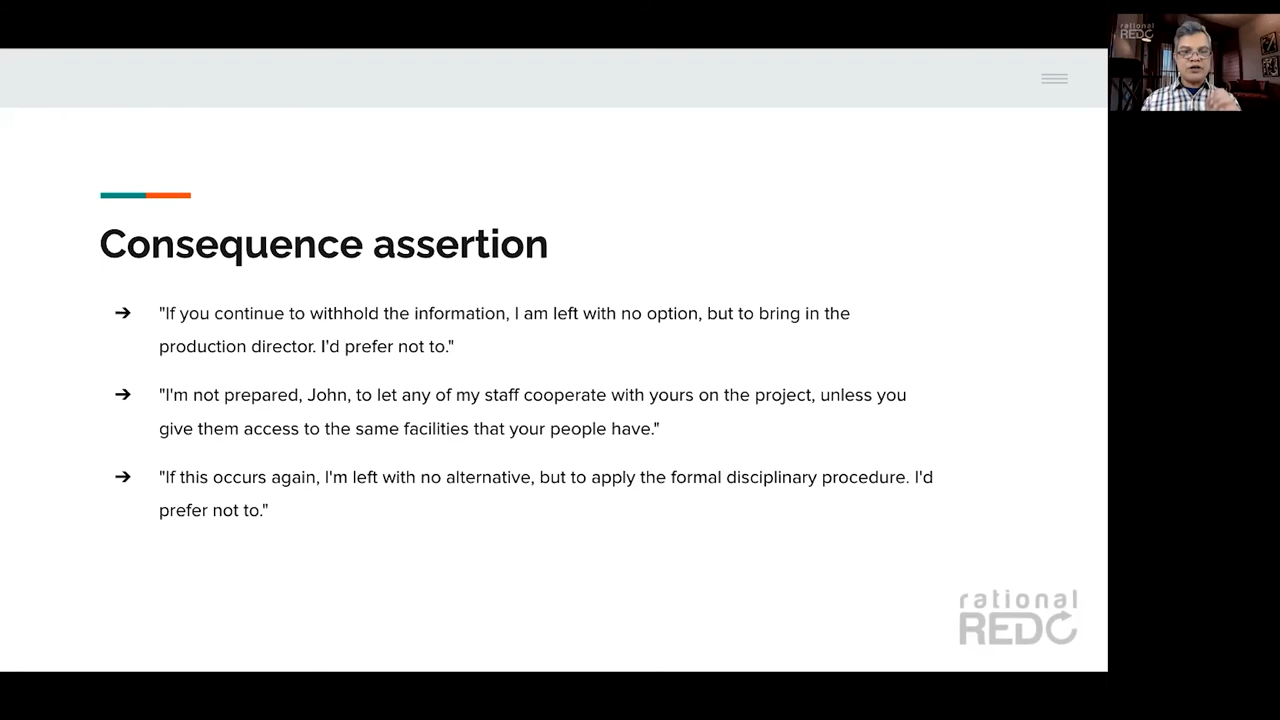 rational
REDO
Consequence assertion
➔ "If you continue to withhold the information, I am left with no option, but to bring in the
production director. I'd prefer not to."
➔ "I'm not prepared, John, to let any of my staff cooperate with yours on the project, unless you
give them access to the same facilities that your people have."
➔ "If this occurs again, I'm left with no alternative, but to apply the formal disciplinary procedure. I'd
prefer not to."
rational
REDO